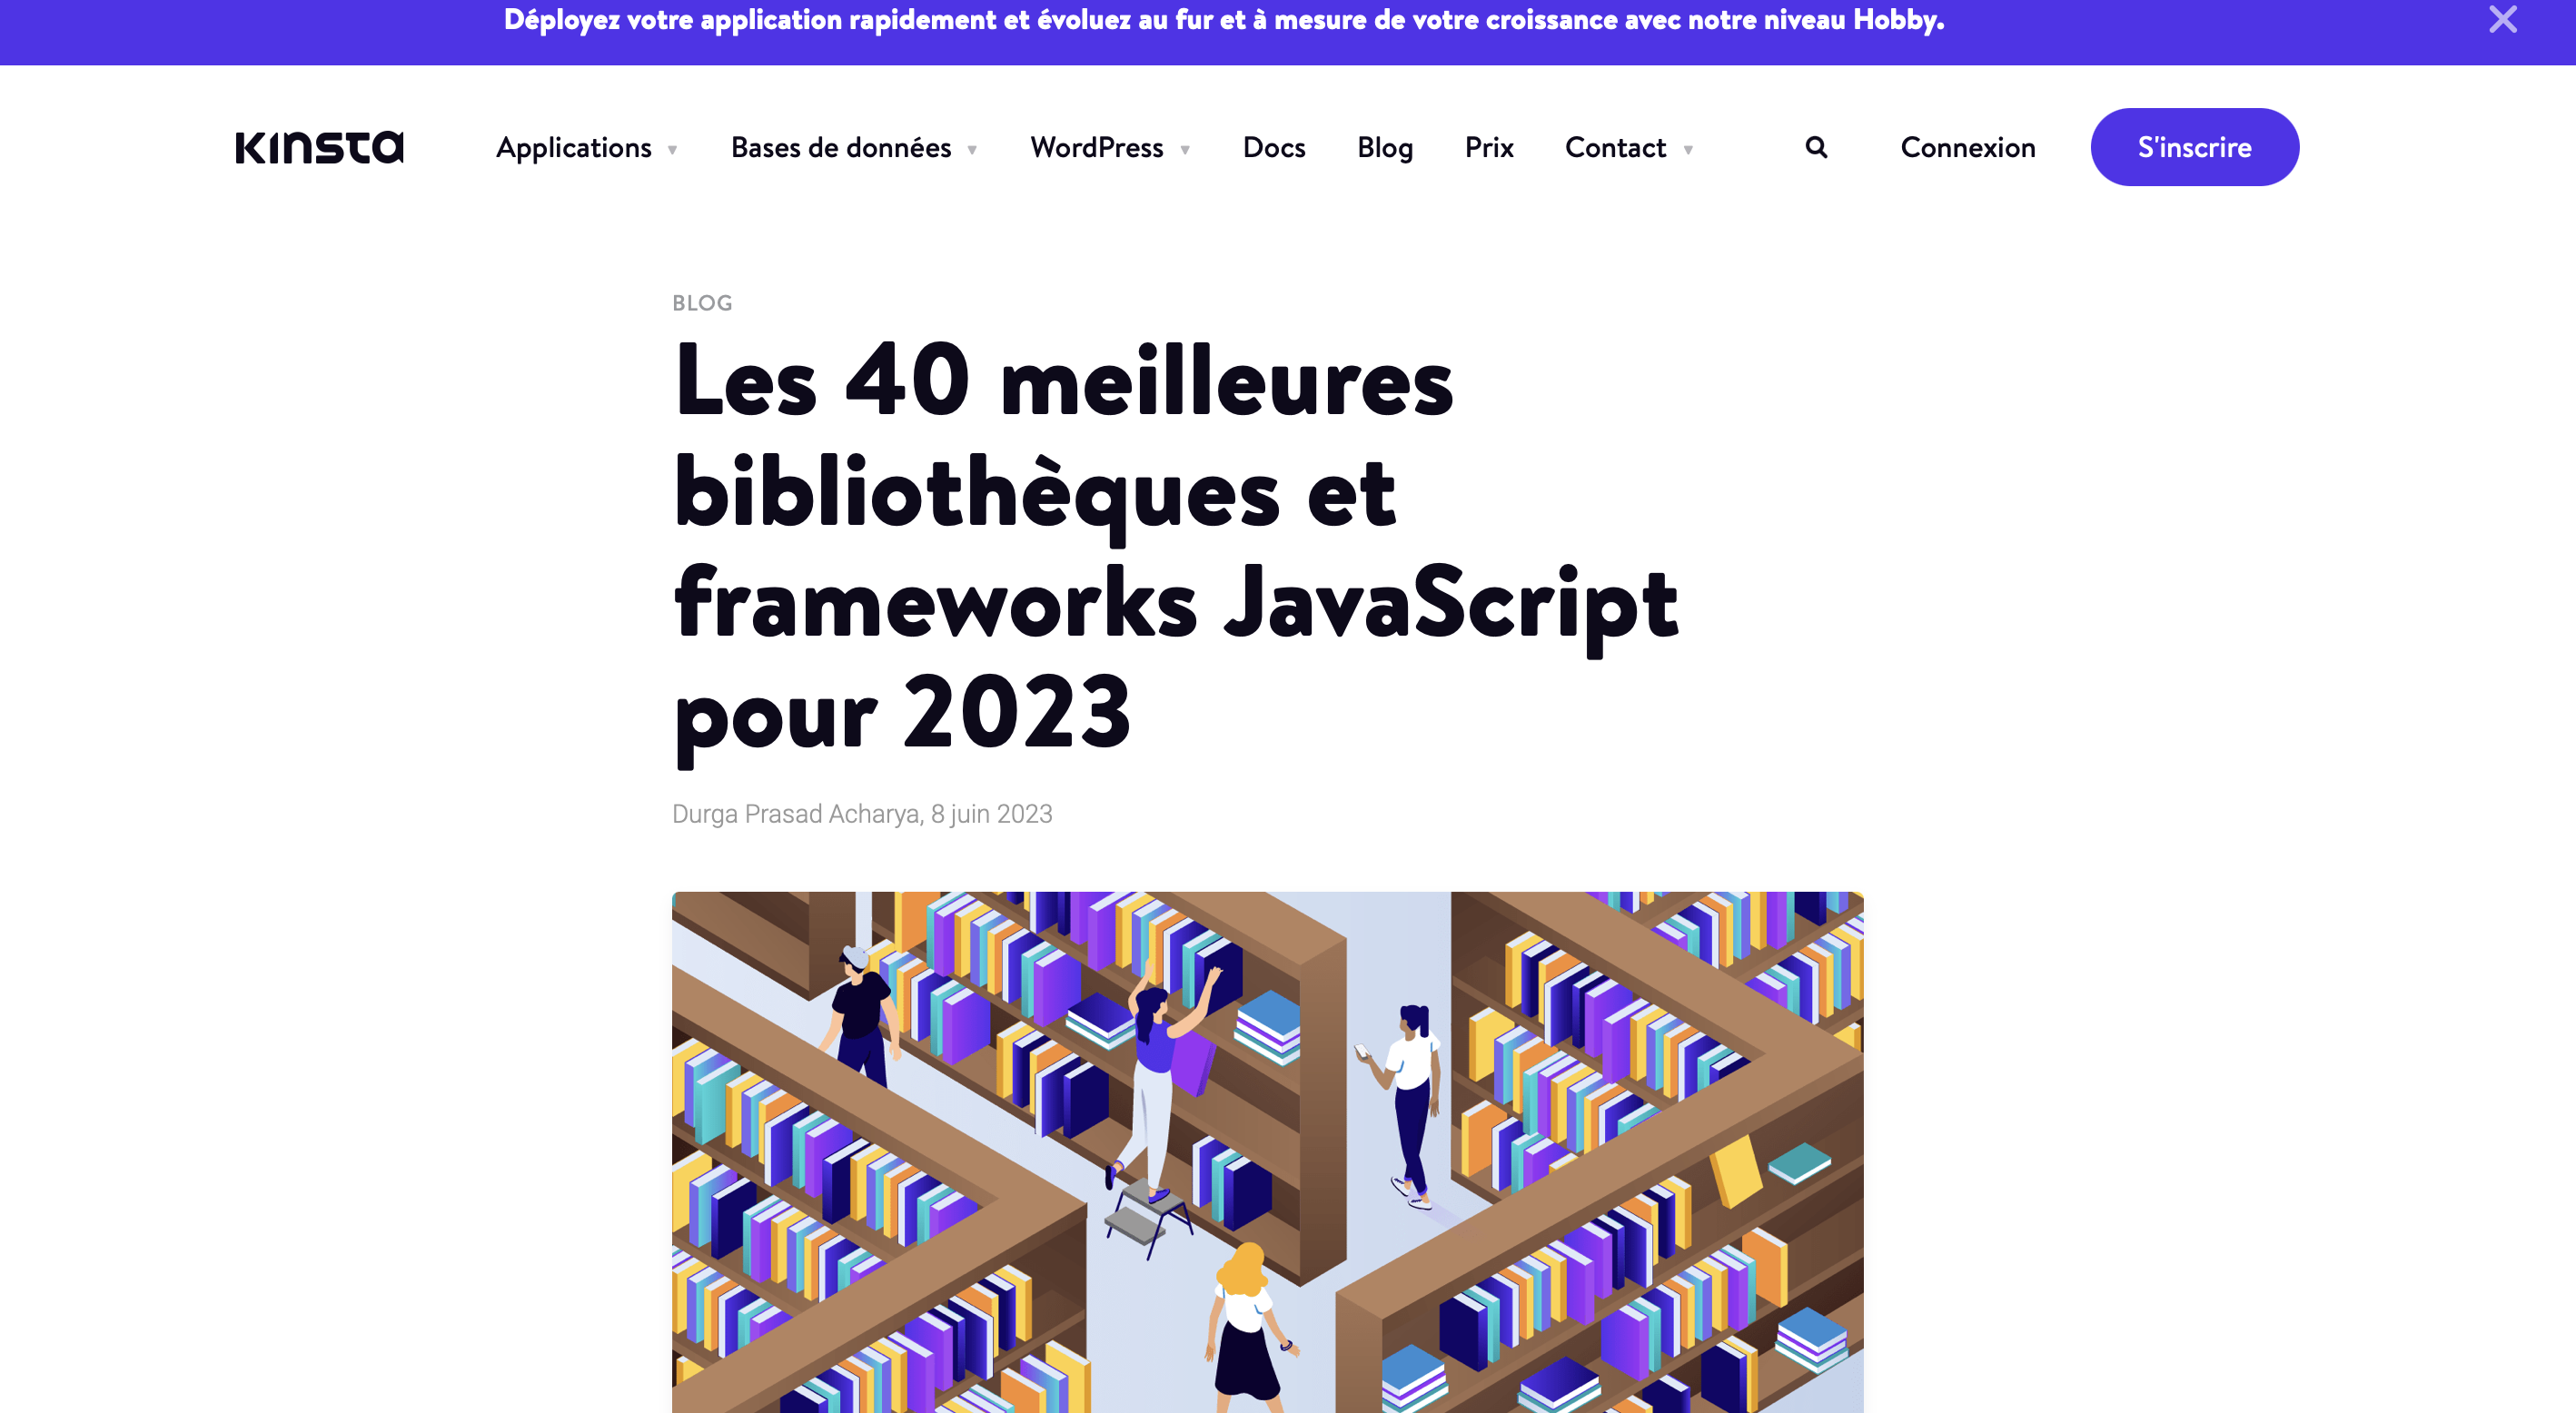 Déployez votre application rapidement et évoluez au fur et à mesure de votre croissance avec notre niveau Hobby.
Kinsta Applications Bases de données WordPress Docs Blog Prix Contact Connexion S'inscrire
BLOG
Les 40 meilleures
bibliothèques et
frameworks JavaScript
pour 2023
Durga Prasad Acharya, 8 juin 2023